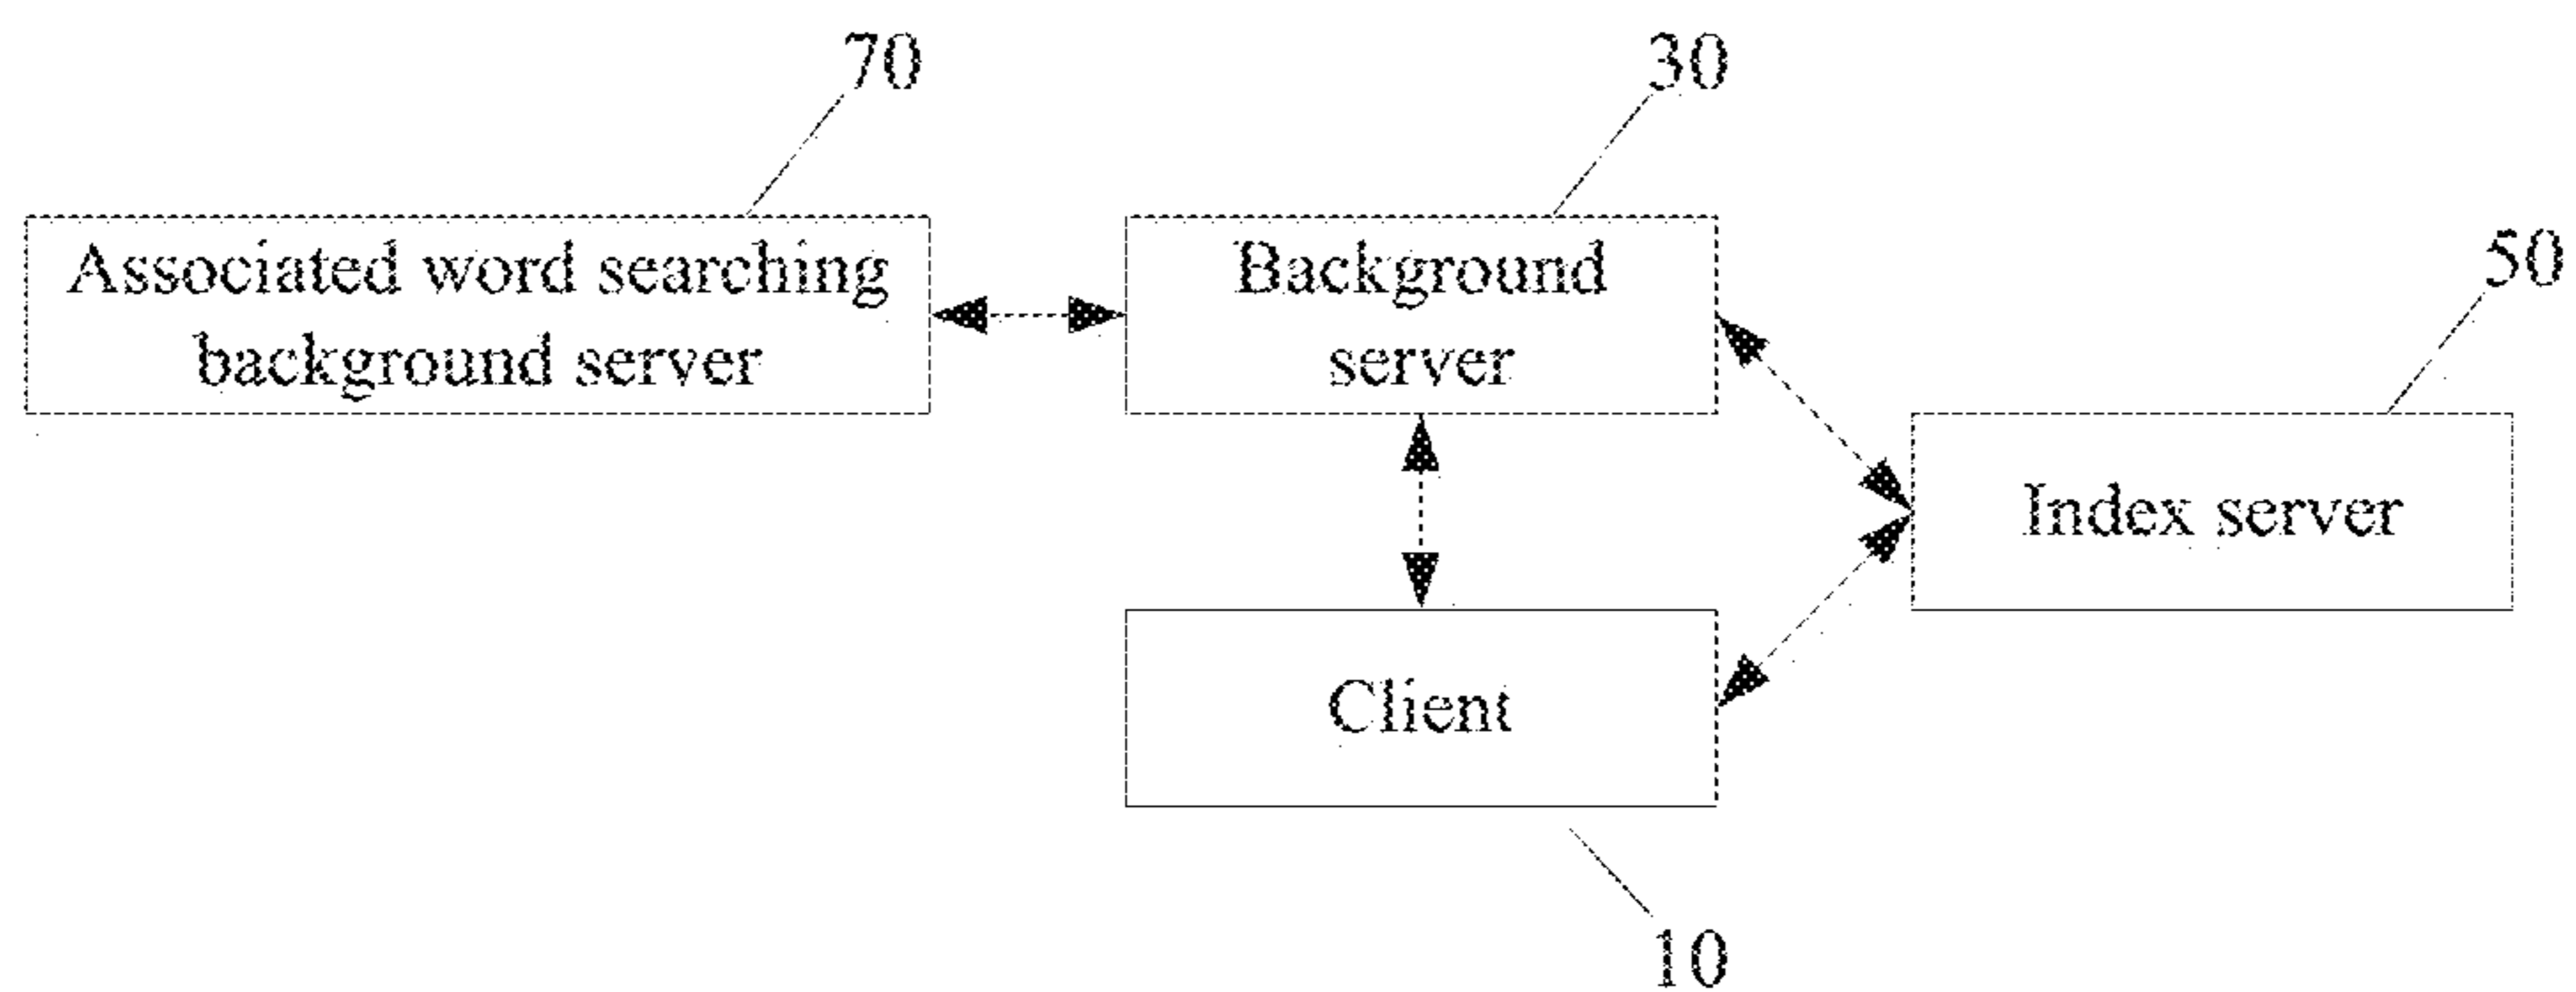 70
30
Associated word searching
background server
Background
server
50
Index server
Client
10